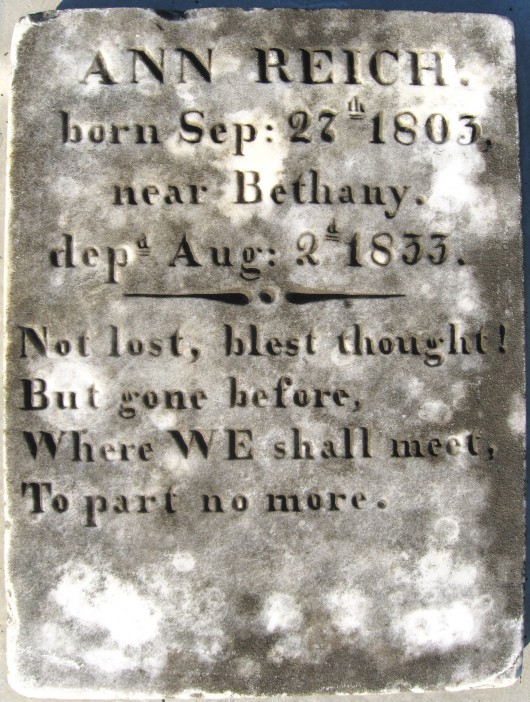 ANN REICH.
born Sep: 27th 1803,
near Bethany.
depd Aug: 2d 1833.
Not lost, blest thought!
But gone before,
Where WE shall meet,
To part no more.